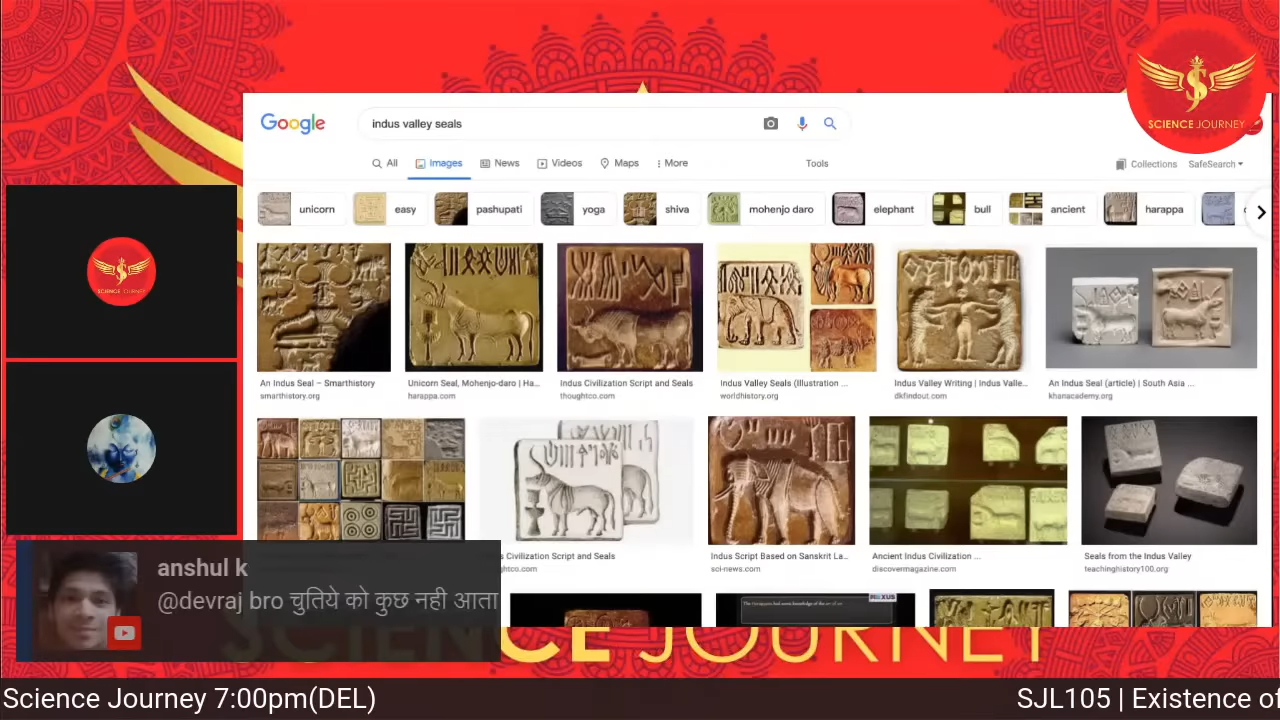 SCIENCE JOURNEY
Google
indus valley seals
All
Images
News
Videos
Maps
More
Tools
Collections
SafeSearch
unicorn
easy
pashupati
yoga
shiva
mohenjo daro
elephant
bull
ancient
harappa
An Indus Seal – Smarthistory
smarthistory.org
Unicorn Seal, Mohenjo-daro | Ha...
harappa.com
Indus Civilization Script and Seals
thoughtco.com
Indus Valley Seals (Illustration ...
worldhistory.org
Indus Valley Writing | Indus Valle...
dkfindout.com
An Indus Seal (article) | South Asia ...
khanacademy.org
s Civilization Script and Seals
ghtco.com
Indus Script Based on Sanskrit La...
sci-news.com
Ancient Indus Civilization ...
discovermagazine.com
Seals from the Indus Valley
teachinghistory100.org
anshul k
@devraj bro चुतिये को कुछ नही आता
SCIENCE JOURNEY
Science Journey 7:00pm(DEL)
SJL105 | Existence of